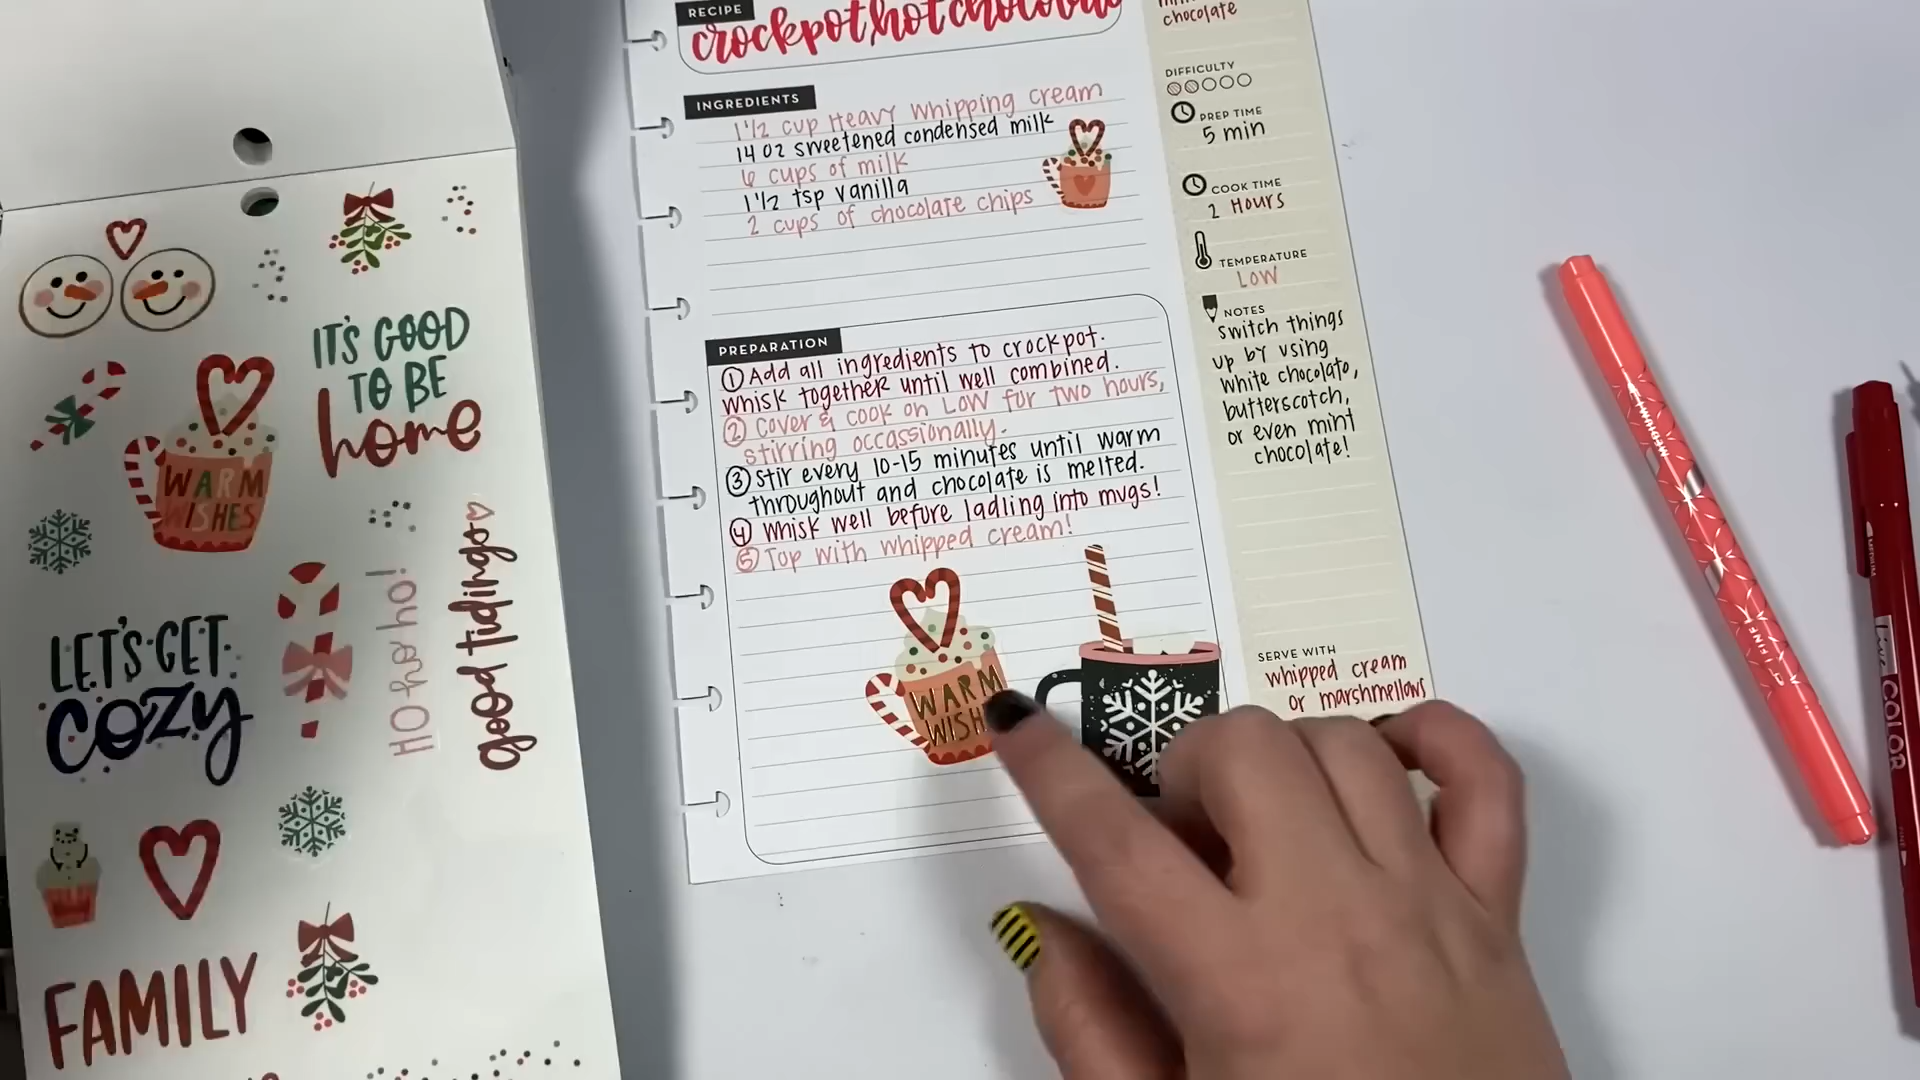 IT'S GOOD
TO BE
home
WARM
WISHES
LET'S GET
cozy
HO HO HO!
good tidings
FAMILY
RECIPE
crockpot hot chocolate
INGREDIENTS
1 1/2 cup Heavy whipping cream
14 oz sweetened condensed milk
6 cups of milk
1 1/2 tsp vanilla
2 cups of chocolate chips
PREPARATION
① Add all ingredients to crockpot.
Whisk together until well combined.
② Cover & cook on LOW for two hours,
stirring occassionally.
③ Stir every 10-15 minutes until warm
throughout and chocolate is melted.
④ Whisk well before ladling into mugs!
⑤ Top with whipped cream!
WARM
WISH
chocolate
DIFFICULTY
PREP TIME
5 min
COOK TIME
2 Hours
TEMPERATURE
LOW
NOTES
switch things
up by using
white chocolate,
butterscotch,
or even mint
chocolate!
SERVE WITH
whipped cream
or marshmellows
MEDIUM
FINE
MEDIUM
Live COLOR
FINE